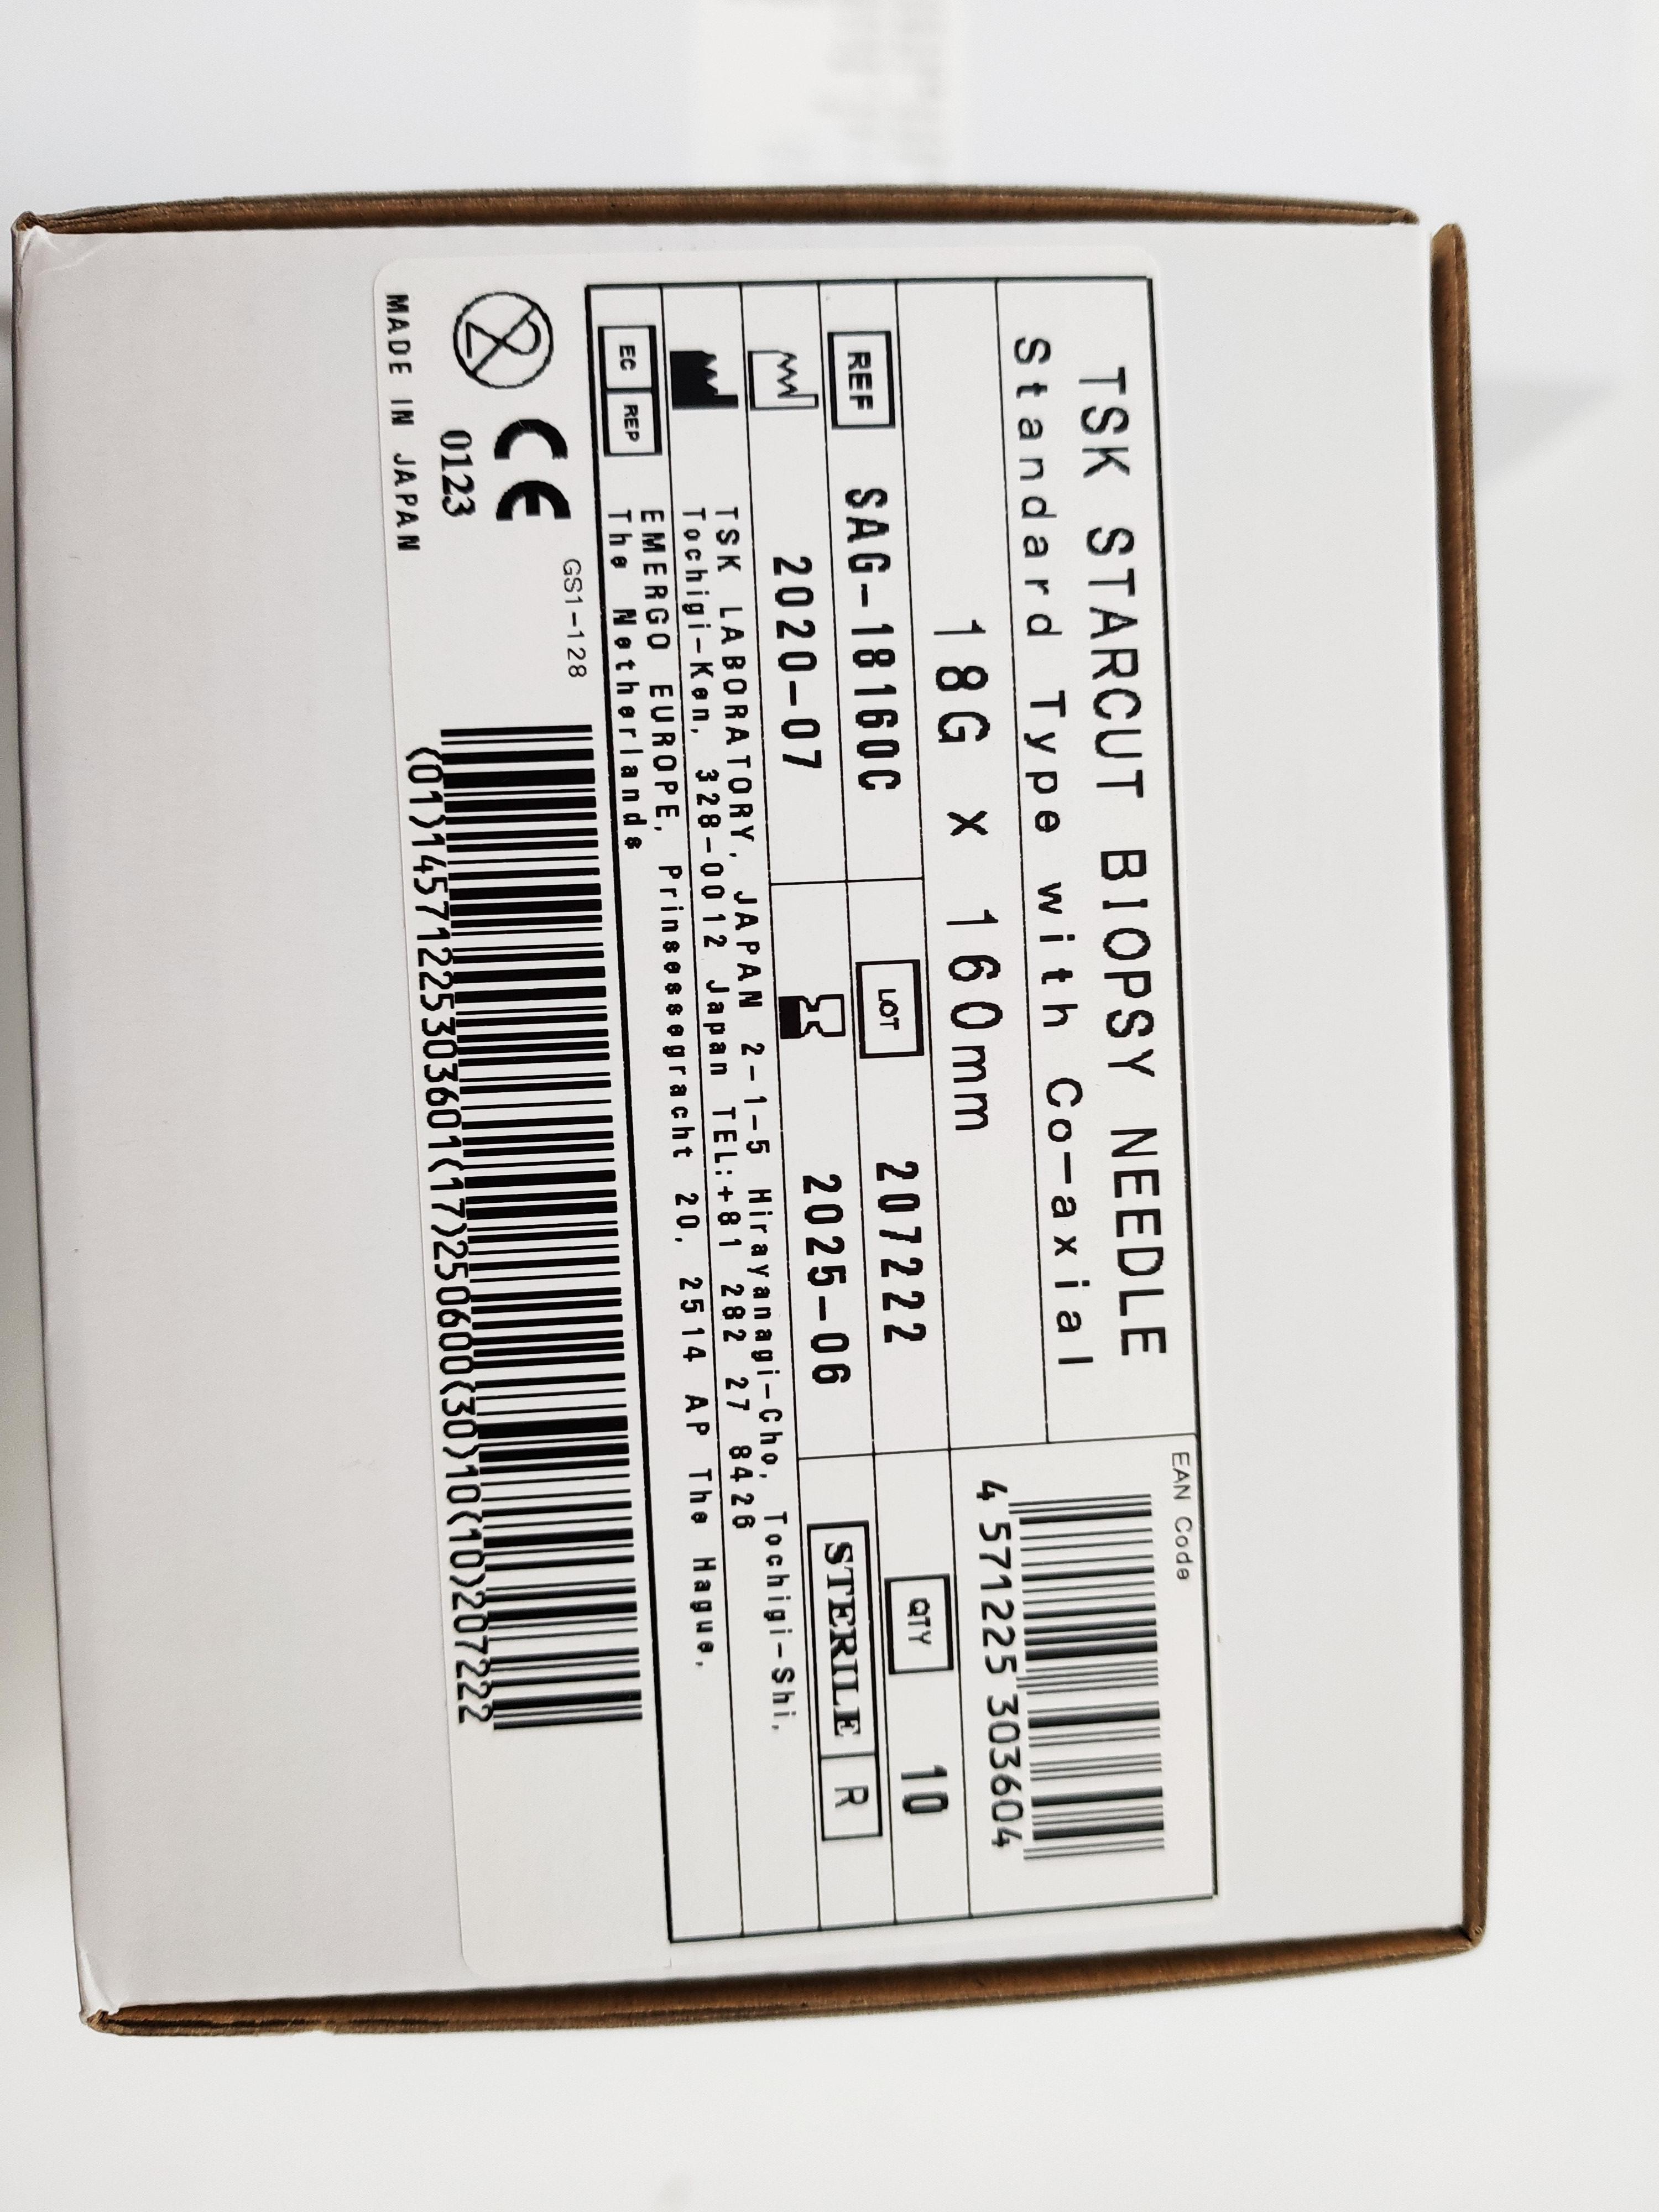 TSK STARCUT BIOPSY NEEDLE
Standard Type with Co-axial
EAN Code
4 571225 303604
18G x 160mm
REF SAG-18160C LOT 207222 QTY 10
2020-07 2025-06 STERILE R
TSK LABORATORY, JAPAN 2-1-5 Hirayanagi-Cho, Tochigi-Shi,
Tochigi-Ken, 328-0012 Japan TEL:+81 282 27 8426
EC REP EMERGO EUROPE, Prinsessegracht 20, 2514 AP The Hague,
The Netherlands
2 CE 0123
GS1-128
(01)14571225303601(17)250600(30)10(10)207222
MADE IN JAPAN